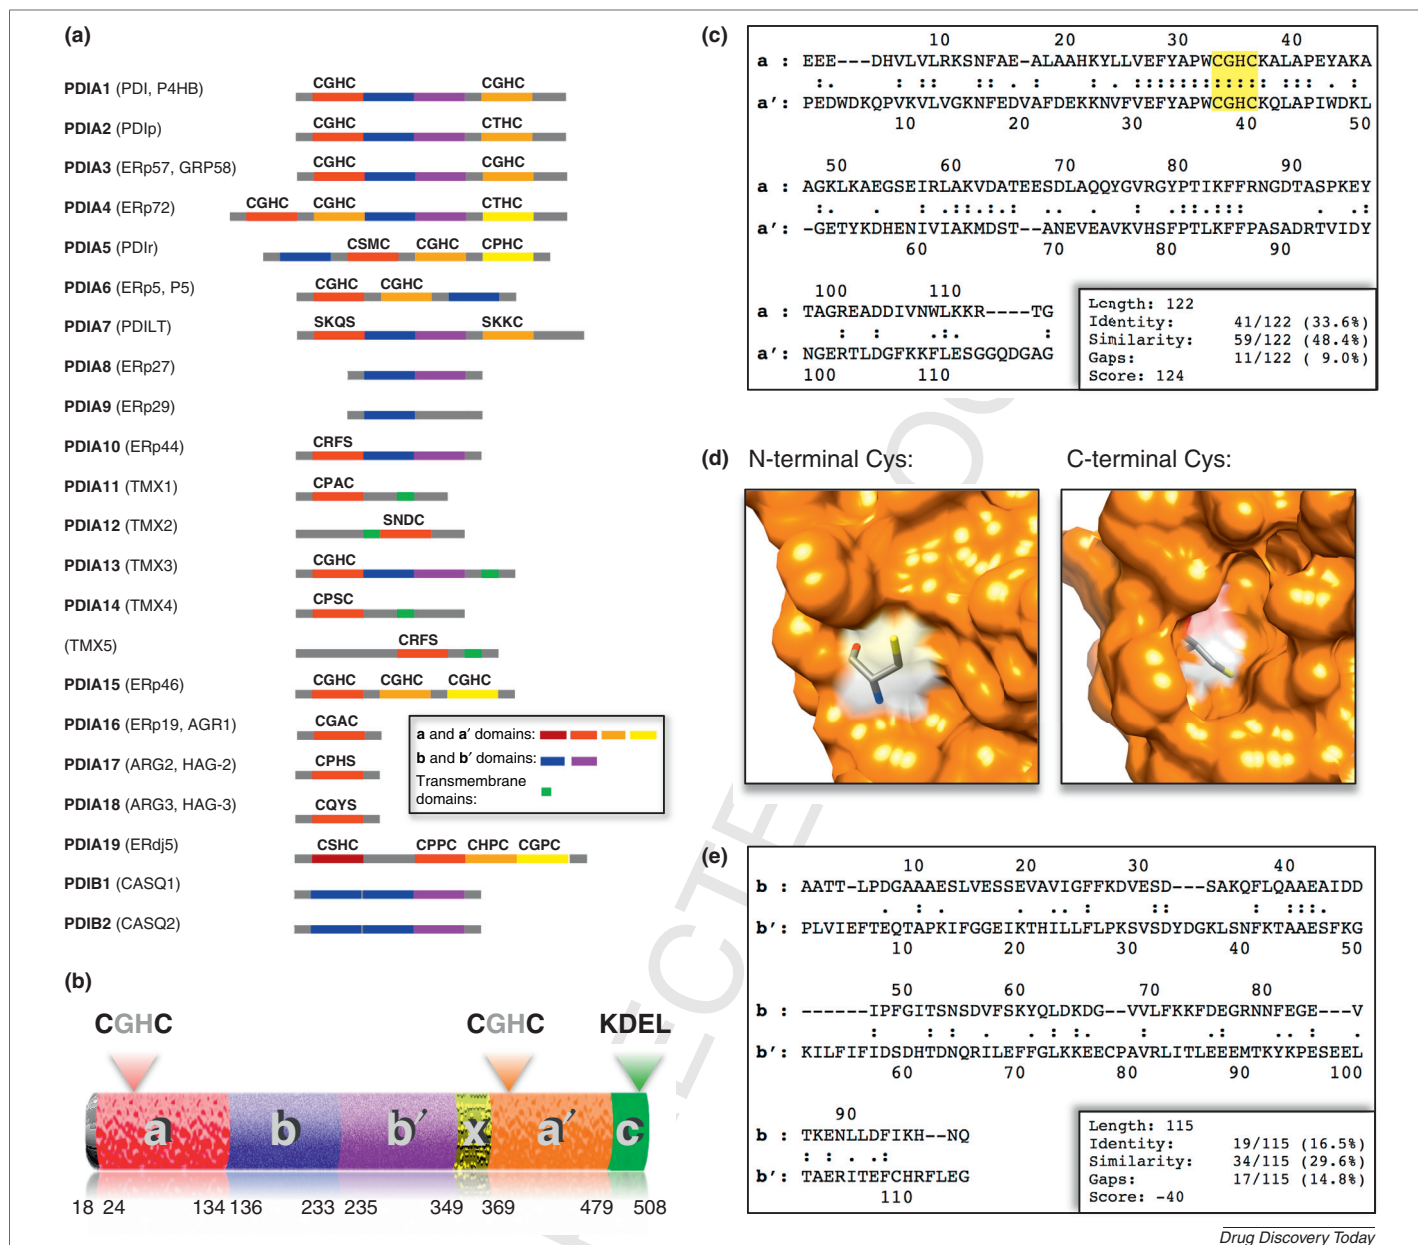 (a)
PDIA1 (PDI, P4HB)
CGHC CGHC
PDIA2 (PDIp)
CGHC CTHC
PDIA3 (ERp57, GRP58)
CGHC CGHC
PDIA4 (ERp72)
CGHC CGHC CTHC
PDIA5 (PDIr)
CSMC CGHC CPHC
PDIA6 (ERp5, P5)
CGHC CGHC
PDIA7 (PDILT)
SKQS SKKC
PDIA8 (ERp27)
PDIA9 (ERp29)
PDIA10 (ERp44)
CRFS
PDIA11 (TMX1)
CPAC
PDIA12 (TMX2)
SNDC
PDIA13 (TMX3)
CGHC
PDIA14 (TMX4)
CPSC
(TMX5)
CRFS
PDIA15 (ERp46)
CGHC CGHC CGHC
PDIA16 (ERp19, AGR1)
CGAC
PDIA17 (ARG2, HAG-2)
CPHS
PDIA18 (ARG3, HAG-3)
CQYS
PDIA19 (ERdj5)
CSHC CPPC CHPC CGPC
PDIB1 (CASQ1)
PDIB2 (CASQ2)
a and a′ domains:
b and b′ domains:
Transmembrane
domains:
(b)
CGHC CGHC KDEL
a b b′ x a′ c
18 24 134 136 233 235 349 369 479 508
(c)
10 20 30 40
a : EEE---DHVLVLRKSNFAE-ALAAHKYLLVEFYAPWCGHCKALAPEYAKA
a′: PEDWDKQPVKVLVGKNFEDVAFDEKKNVFVEFYAPWCGHCKQLAPIWDKL
10 20 30 40 50
50 60 70 80 90
a : AGKLKAEGSEIRLAKVDATEESDLAQQYGVRGYPTIKFFRNGDTASPKEY
a′: -GETYKDHENIVIAKMDST--ANEVEAVKVHSFPTLKFFPASADRTVIDY
60 70 80 90
100 110
a : TAGREADDIVNWLKKR----TG
a′: NGERTLDGFKKFLESGGQDGAG
100 110
Length: 122
Identity: 41/122 (33.6%)
Similarity: 59/122 (48.4%)
Gaps: 11/122 ( 9.0%)
Score: 124
(d) N-terminal Cys: C-terminal Cys:
(e)
10 20 30 40
b : AATT-LPDGAAAESLVESSEVAVIGFFKDVESD---SAKQFLQAAEAIDD
b′: PLVIEFTEQTAPKIFGGEIKTHILLFLPKSVSDYDGKLSNFKTAAESFKG
10 20 30 40 50
50 60 70 80
b : ------IPFGITSNSDVFSKYQLDKDG--VVLFKKFDEGRNNFEGE---V
b′: KILFIFIDSDHTDNQRILEFFGLKKEECPAVRLITLEEEMTKYKPESEEL
60 70 80 90 100
90
b : TKENLLDFIKH--NQ
b′: TAERITEFCHRFLEG
110
Length: 115
Identity: 19/115 (16.5%)
Similarity: 34/115 (29.6%)
Gaps: 17/115 (14.8%)
Score: -40
Drug Discovery Today